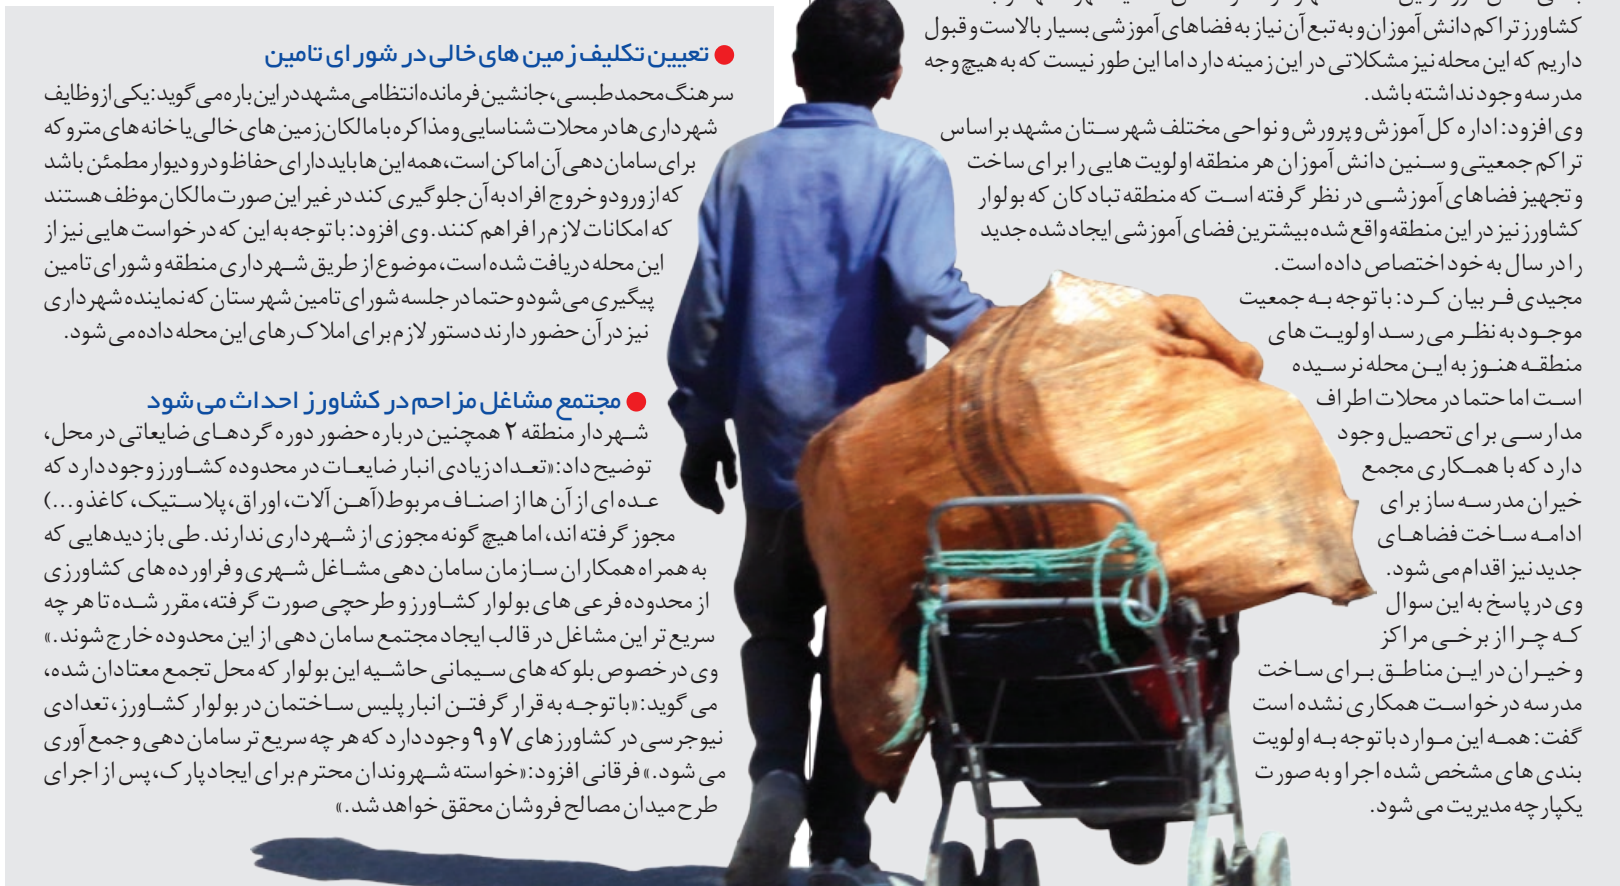 کشاورز تراکم دانش آموزان و به تبع آن نیاز به فضاهای آموزشی بسیار بالاست و قبول
داریم که این محله نیز مشکلاتی در این زمینه دارد اما این طور نیست که به هیچ وجه
مدرسه وجود نداشته باشد.
وی افزود: اداره کل آموزش و پرورش و نواحی مختلف شهرستان مشهد بر اساس
تراکم جمعیتی و سنین دانش آموزان هر منطقه اولویت هایی را برای ساخت
و تجهیز فضاهای آموزشی در نظر گرفته است که منطقه تبادکان که بولوار
کشاورز نیز در این منطقه واقع شده بیشترین فضای آموزشی ایجاد شده جدید
را در سال به خود اختصاص داده است.
مجیدی فر بیان کرد: با توجه به جمعیت
موجود به نظر می رسد اولویت های
منطقه هنوز به این محله نرسیده
است اما حتما در محلات اطراف
مدارسی برای تحصیل وجود
دارد که با همکاری مجمع
خیران مدرسه ساز برای
ادامه ساخت فضاهای
جدید نیز اقدام می شود.
وی در پاسخ به این سوال
که چرا از برخی مراکز
و خیران در این مناطق برای ساخت
مدرسه درخواست همکاری نشده است
گفت: همه این موارد با توجه به اولویت
بندی های مشخص شده اجرا و به صورت
یکپارچه مدیریت می شود.
تعیین تکلیف زمین های خالی در شورای تامین
سرهنگ محمد طبسی، جانشین فرمانده انتظامی مشهد در این باره می گوید: یکی از وظایف
شهرداری ها در محلات شناسایی و مذاکره با مالکان زمین های خالی یا خانه های متروکه
برای سامان دهی آن اماکن است، همه این ها باید دارای حفاظ و در و دیوار مطمئن باشد
که از ورود و خروج افراد به آن جلوگیری کند در غیر این صورت مالکان موظف هستند
که امکانات لازم را فراهم کنند. وی افزود: با توجه به این که درخواست هایی نیز از
این محله دریافت شده است، موضوع از طریق شهرداری منطقه و شورای تامین
پیگیری می شود و حتما در جلسه شورای تامین شهرستان که نماینده شهرداری
نیز در آن حضور دارند دستور لازم برای املاک رهای این محله داده می شود.
مجتمع مشاغل مزاحم در کشاورز احداث می شود
شهردار منطقه ۲ همچنین درباره حضور دوره گردهای ضایعاتی در محل،
توضیح داد: «تعداد زیادی انبار ضایعات در محدوده کشاورز وجود دارد که
عده ای از آن ها از اصناف مربوط (آهن آلات، اوراق، پلاستیک، کاغذ و...)
مجوز گرفته اند، اما هیچ گونه مجوزی از شهرداری ندارند. طی بازدیدهایی که
به همراه همکاران سازمان سامان دهی مشاغل شهری و فراورده های کشاورزی
از محدوده فرعی های بولوار کشاورز و طرحچی صورت گرفته، مقرر شده تا هر چه
سریع تر این مشاغل در قالب ایجاد مجتمع سامان دهی از این محدوده خارج شوند.»
وی در خصوص بلوکه های سیمانی حاشیه این بولوار که محل تجمع معتادان شده،
می گوید: «با توجه به قرار گرفتن انبار پلیس ساختمان در بولوار کشاورز، تعدادی
نیوجرسی در کشاورزهای ۷ و ۹ وجود دارد که هر چه سریع تر سامان دهی و جمع آوری
می شود.» فرقانی افزود: «خواسته شهروندان محترم برای ایجاد پارک، پس از اجرای
طرح میدان مصالح فروشان محقق خواهد شد.»